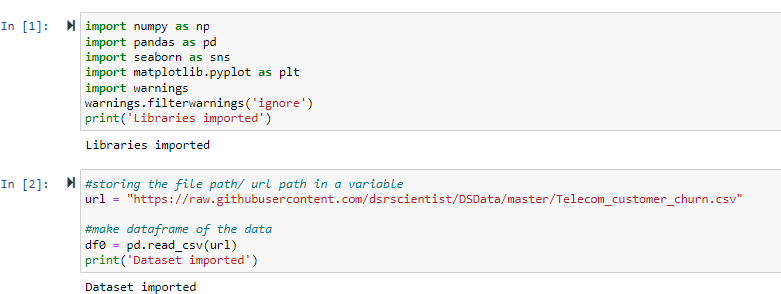 In [1]:
import numpy as np
import pandas as pd
import seaborn as sns
import matplotlib.pyplot as plt
import warnings
warnings.filterwarnings('ignore')
print('Libraries imported')
Libraries imported
In [2]:
#storing the file path/ url path in a variable
url = "https://raw.githubusercontent.com/dsrscientist/DSData/master/Telecom_customer_churn.csv"
#make dataframe of the data
df0 = pd.read_csv(url)
print('Dataset imported')
Dataset imported